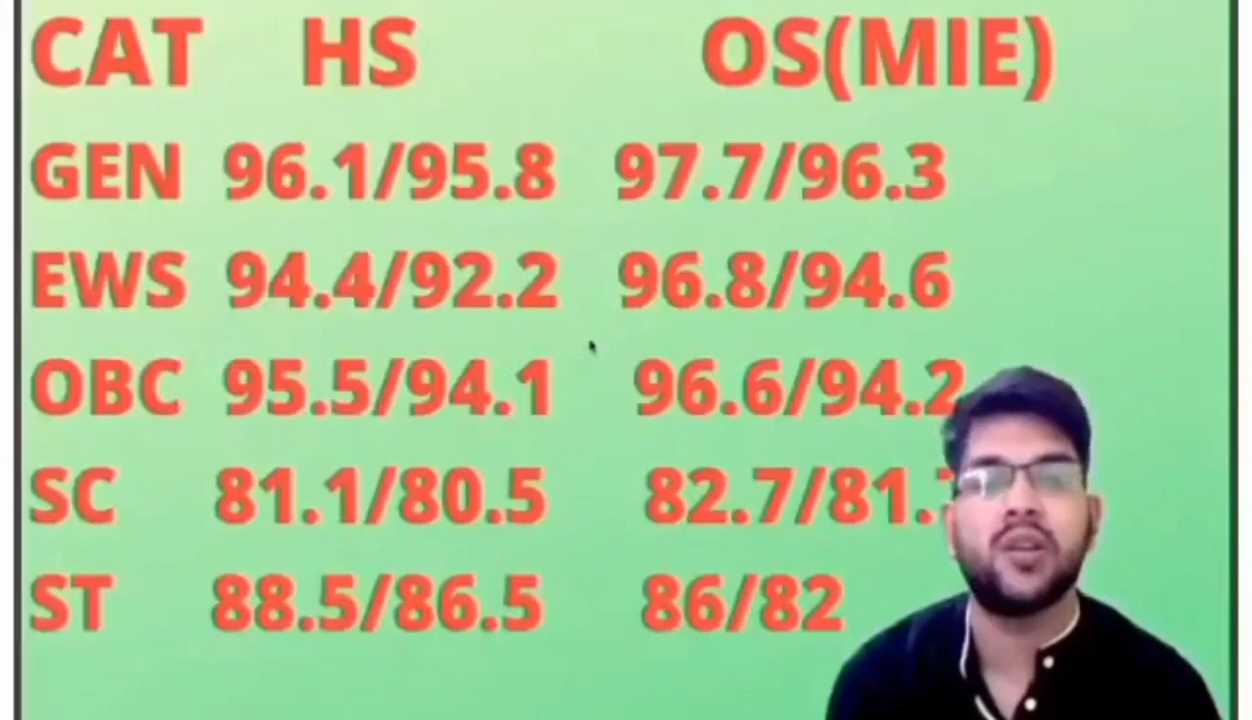 CAT HS OS(MIE)
GEN 96.1/95.8 97.7/96.3
EWS 94.4/92.2 96.8/94.6
OBC 95.5/94.1 96.6/94.2
SC 81.1/80.5 82.7/81.
ST 88.5/86.5 86/82